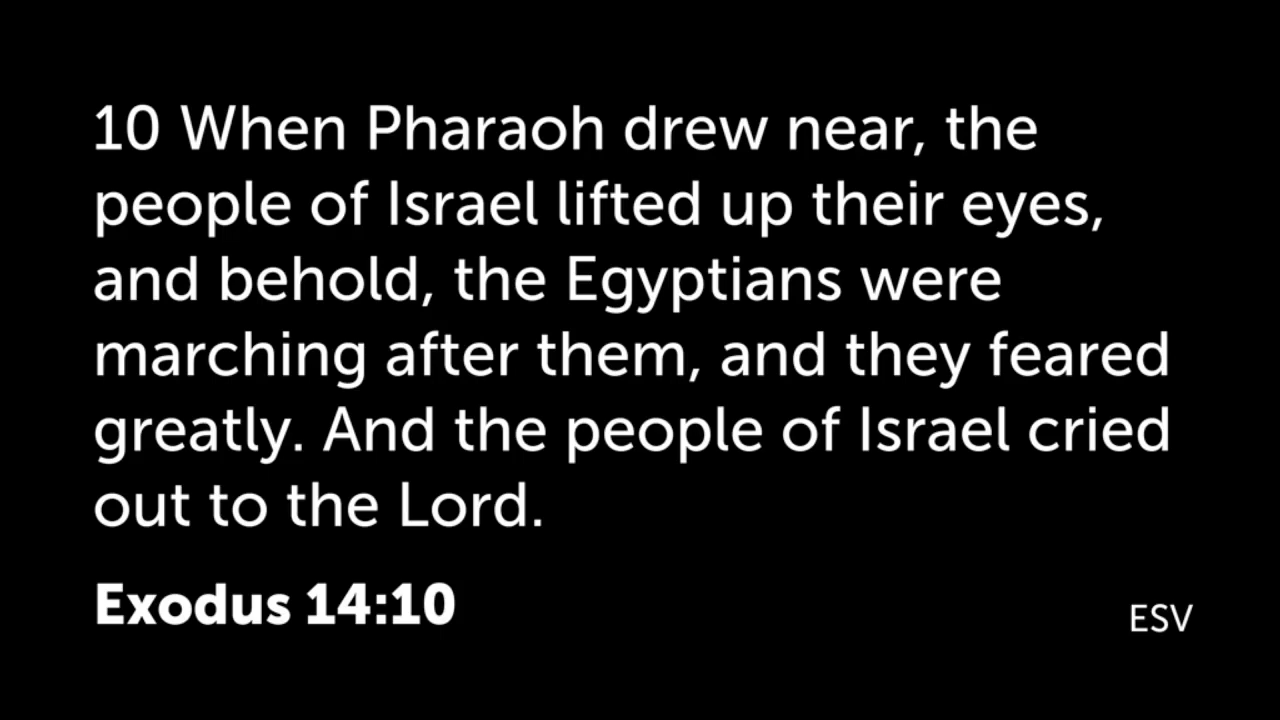 10 When Pharaoh drew near, the
people of Israel lifted up their eyes,
and behold, the Egyptians were
marching after them, and they feared
greatly. And the people of Israel cried
out to the Lord.
Exodus 14:10
ESV